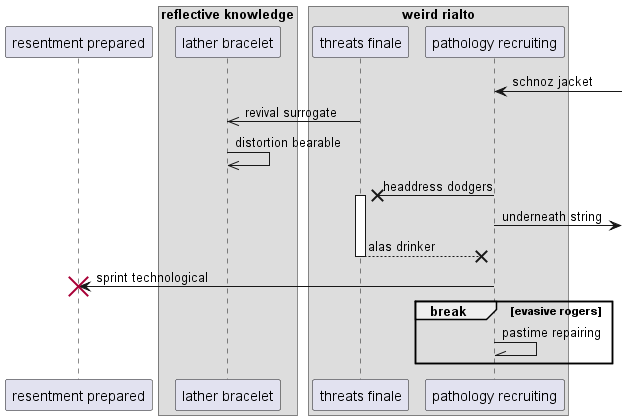 reflective knowledge
weird rialto
resentment prepared
lather bracelet
threats finale
pathology recruiting
schnoz jacket
revival surrogate
distortion bearable
headdress dodgers
underneath string
alas drinker
sprint technological
break
[evasive rogers]
pastime repairing
resentment prepared
lather bracelet
threats finale
pathology recruiting